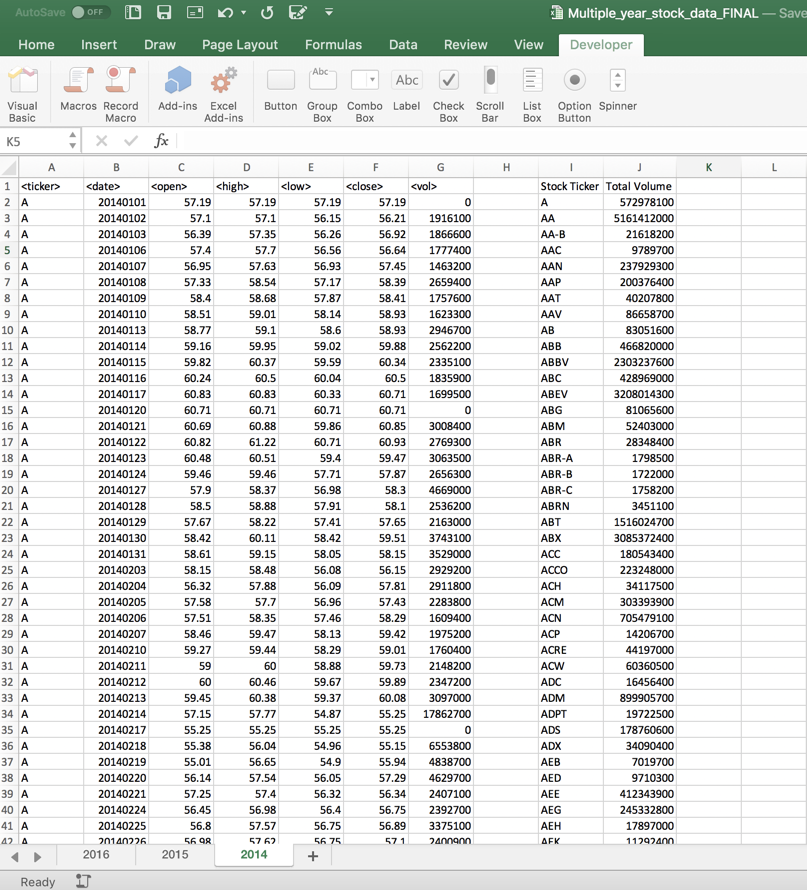 AutoSave OFF Multiple_year_stock_data_FINAL — Save
Home Insert Draw Page Layout Formulas Data Review View Developer
Abc Abc
Visual Basic Macros Record Macro Add-ins Excel Add-ins Button Group Box Combo Box Label Check Box Scroll Bar List Box Option Button Spinner
K5 fx
A B C D E F G H I J K L
1 <ticker> <date> <open> <high> <low> <close> <vol> Stock Ticker Total Volume
2 A 20140101 57.19 57.19 57.19 57.19 0 A 572978100
3 A 20140102 57.1 57.1 56.15 56.21 1916100 AA 5161412000
4 A 20140103 56.39 57.35 56.26 56.92 1866600 AA-B 21618200
5 A 20140106 57.4 57.7 56.56 56.64 1777400 AAC 9789700
6 A 20140107 56.95 57.63 56.93 57.45 1463200 AAN 237929300
7 A 20140108 57.33 58.54 57.17 58.39 2659400 AAP 200376400
8 A 20140109 58.4 58.68 57.87 58.41 1757600 AAT 40207800
9 A 20140110 58.51 59.01 58.14 58.93 1623300 AAV 86658700
10 A 20140113 58.77 59.1 58.6 58.93 2946700 AB 83051600
11 A 20140114 59.16 59.95 59.02 59.88 2562200 ABB 466820000
12 A 20140115 59.82 60.37 59.59 60.34 2335100 ABBV 2303237600
13 A 20140116 60.24 60.5 60.04 60.5 1835900 ABC 428969000
14 A 20140117 60.83 60.83 60.33 60.71 1699500 ABEV 3208014300
15 A 20140120 60.71 60.71 60.71 60.71 0 ABG 81065600
16 A 20140121 60.69 60.88 59.86 60.85 3008400 ABM 52403000
17 A 20140122 60.82 61.22 60.71 60.93 2769300 ABR 28348400
18 A 20140123 60.48 60.51 59.4 59.47 3063500 ABR-A 1798500
19 A 20140124 59.46 59.46 57.71 57.87 2656300 ABR-B 1722000
20 A 20140127 57.9 58.37 56.98 58.3 4669000 ABR-C 1758200
21 A 20140128 58.5 58.88 57.91 58.1 2536200 ABRN 3451100
22 A 20140129 57.67 58.22 57.41 57.65 2163000 ABT 1516024700
23 A 20140130 58.42 60.11 58.42 59.51 3743100 ABX 3085372400
24 A 20140131 58.61 59.15 58.05 58.15 3529000 ACC 180543400
25 A 20140203 58.15 58.48 56.08 56.15 2929200 ACCO 223248000
26 A 20140204 56.32 57.88 56.09 57.81 2911800 ACH 34117500
27 A 20140205 57.58 57.7 56.96 57.43 2283800 ACM 303393900
28 A 20140206 57.51 58.35 57.46 58.29 1609400 ACN 705479100
29 A 20140207 58.46 59.47 58.13 59.42 1975200 ACP 14206700
30 A 20140210 59.27 59.44 58.29 59.01 1760400 ACRE 44197000
31 A 20140211 59 60 58.88 59.73 2148200 ACW 60360500
32 A 20140212 60 60.46 59.67 59.89 2347200 ADC 16456400
33 A 20140213 59.45 60.38 59.37 60.08 3097000 ADM 899905700
34 A 20140214 57.15 57.77 54.87 55.25 17862700 ADPT 19722500
35 A 20140217 55.25 55.25 55.25 55.25 0 ADS 178760600
36 A 20140218 55.38 56.04 54.96 55.15 6553800 ADX 34090400
37 A 20140219 55.01 56.65 54.9 55.94 4838700 AEB 7019700
38 A 20140220 56.14 57.54 56.05 57.29 4629700 AED 9710300
39 A 20140221 57.25 57.4 56.32 56.34 2407100 AEE 412343900
40 A 20140224 56.45 56.98 56.4 56.75 2392700 AEG 245332800
41 A 20140225 56.8 57.57 56.75 56.89 3375100 AEH 17897000
42 A 20140226 56.98 57.62 56.75 57.1 2400900 AEK 11292400
2016 2015 2014 +
Ready